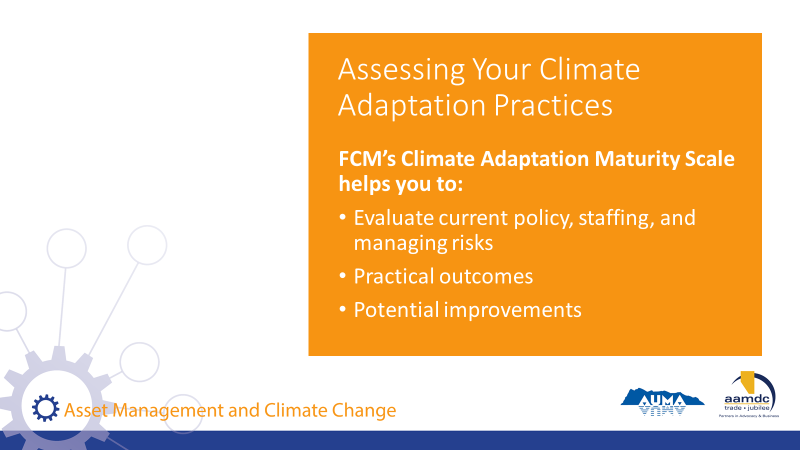 Assessing Your Climate
Adaptation Practices
FCM’s Climate Adaptation Maturity Scale
helps you to:
• Evaluate current policy, staffing, and
managing risks
• Practical outcomes
• Potential improvements
Asset Management and Climate Change
AUMA
aamdc
trade • jubilee
Partners in Advocacy & Business